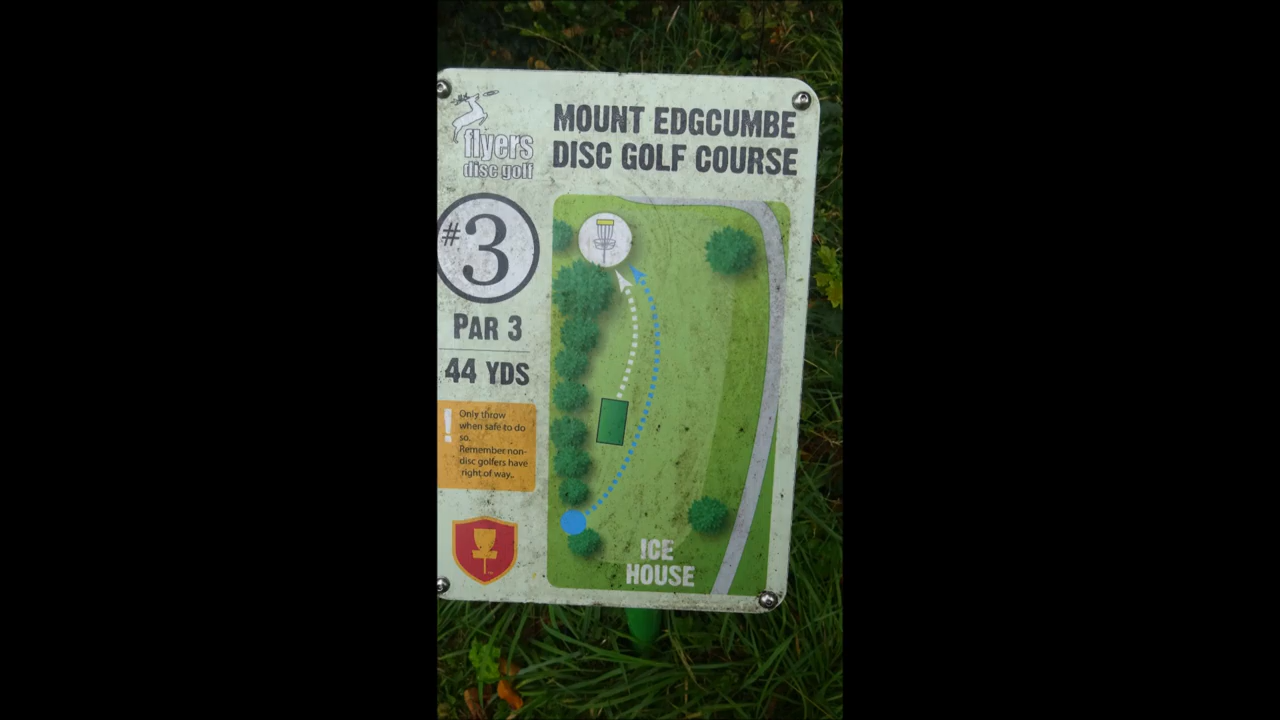 flyers
disc golf
MOUNT EDGCUMBE
DISC GOLF COURSE
#3
PAR 3
44 YDS
!
Only throw
when safe to do
so.
Remember non-
disc golfers have
right of way..
ICE
HOUSE